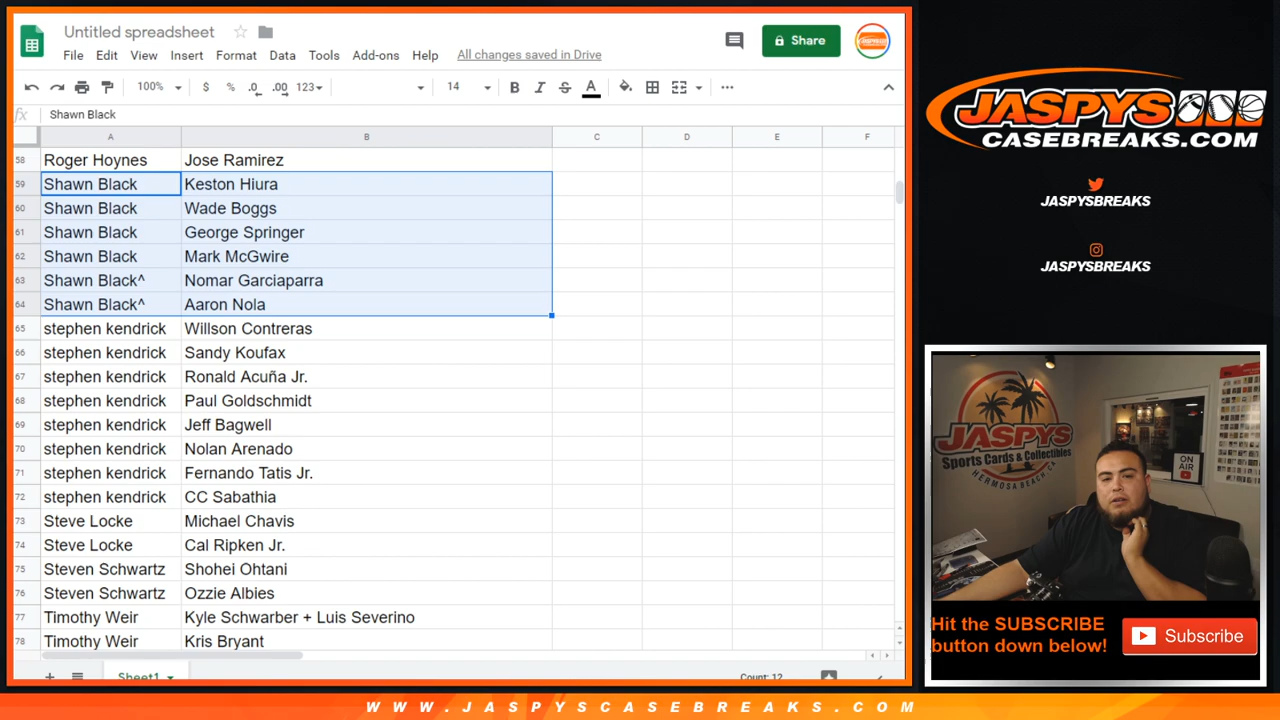 Untitled spreadsheet
File Edit View Insert Format Data Tools Add-ons Help All changes saved in Drive
Share
100% $ % .0 .00 123 14 B I S A
fx Shawn Black
A B C D E F
58 Roger Hoynes Jose Ramirez
59 Shawn Black Keston Hiura
60 Shawn Black Wade Boggs
61 Shawn Black George Springer
62 Shawn Black Mark McGwire
63 Shawn Black^ Nomar Garciaparra
64 Shawn Black^ Aaron Nola
65 stephen kendrick Willson Contreras
66 stephen kendrick Sandy Koufax
67 stephen kendrick Ronald Acuña Jr.
68 stephen kendrick Paul Goldschmidt
69 stephen kendrick Jeff Bagwell
70 stephen kendrick Nolan Arenado
71 stephen kendrick Fernando Tatis Jr.
72 stephen kendrick CC Sabathia
73 Steve Locke Michael Chavis
74 Steve Locke Cal Ripken Jr.
75 Steven Schwartz Shohei Ohtani
76 Steven Schwartz Ozzie Albies
77 Timothy Weir Kyle Schwarber + Luis Severino
78 Timothy Weir Kris Bryant
Sheet1 Count: 12
JASPYS
CASEBREAKS.COM
JASPYSBREAKS
JASPYSBREAKS
JASPYS
Sports Cards & Collectibles
HERMOSA BEACH CA
ON
AIR
Hit the SUBSCRIBE
button down below!
Subscribe
WWW.JASPYSCASEBREAKS.COM